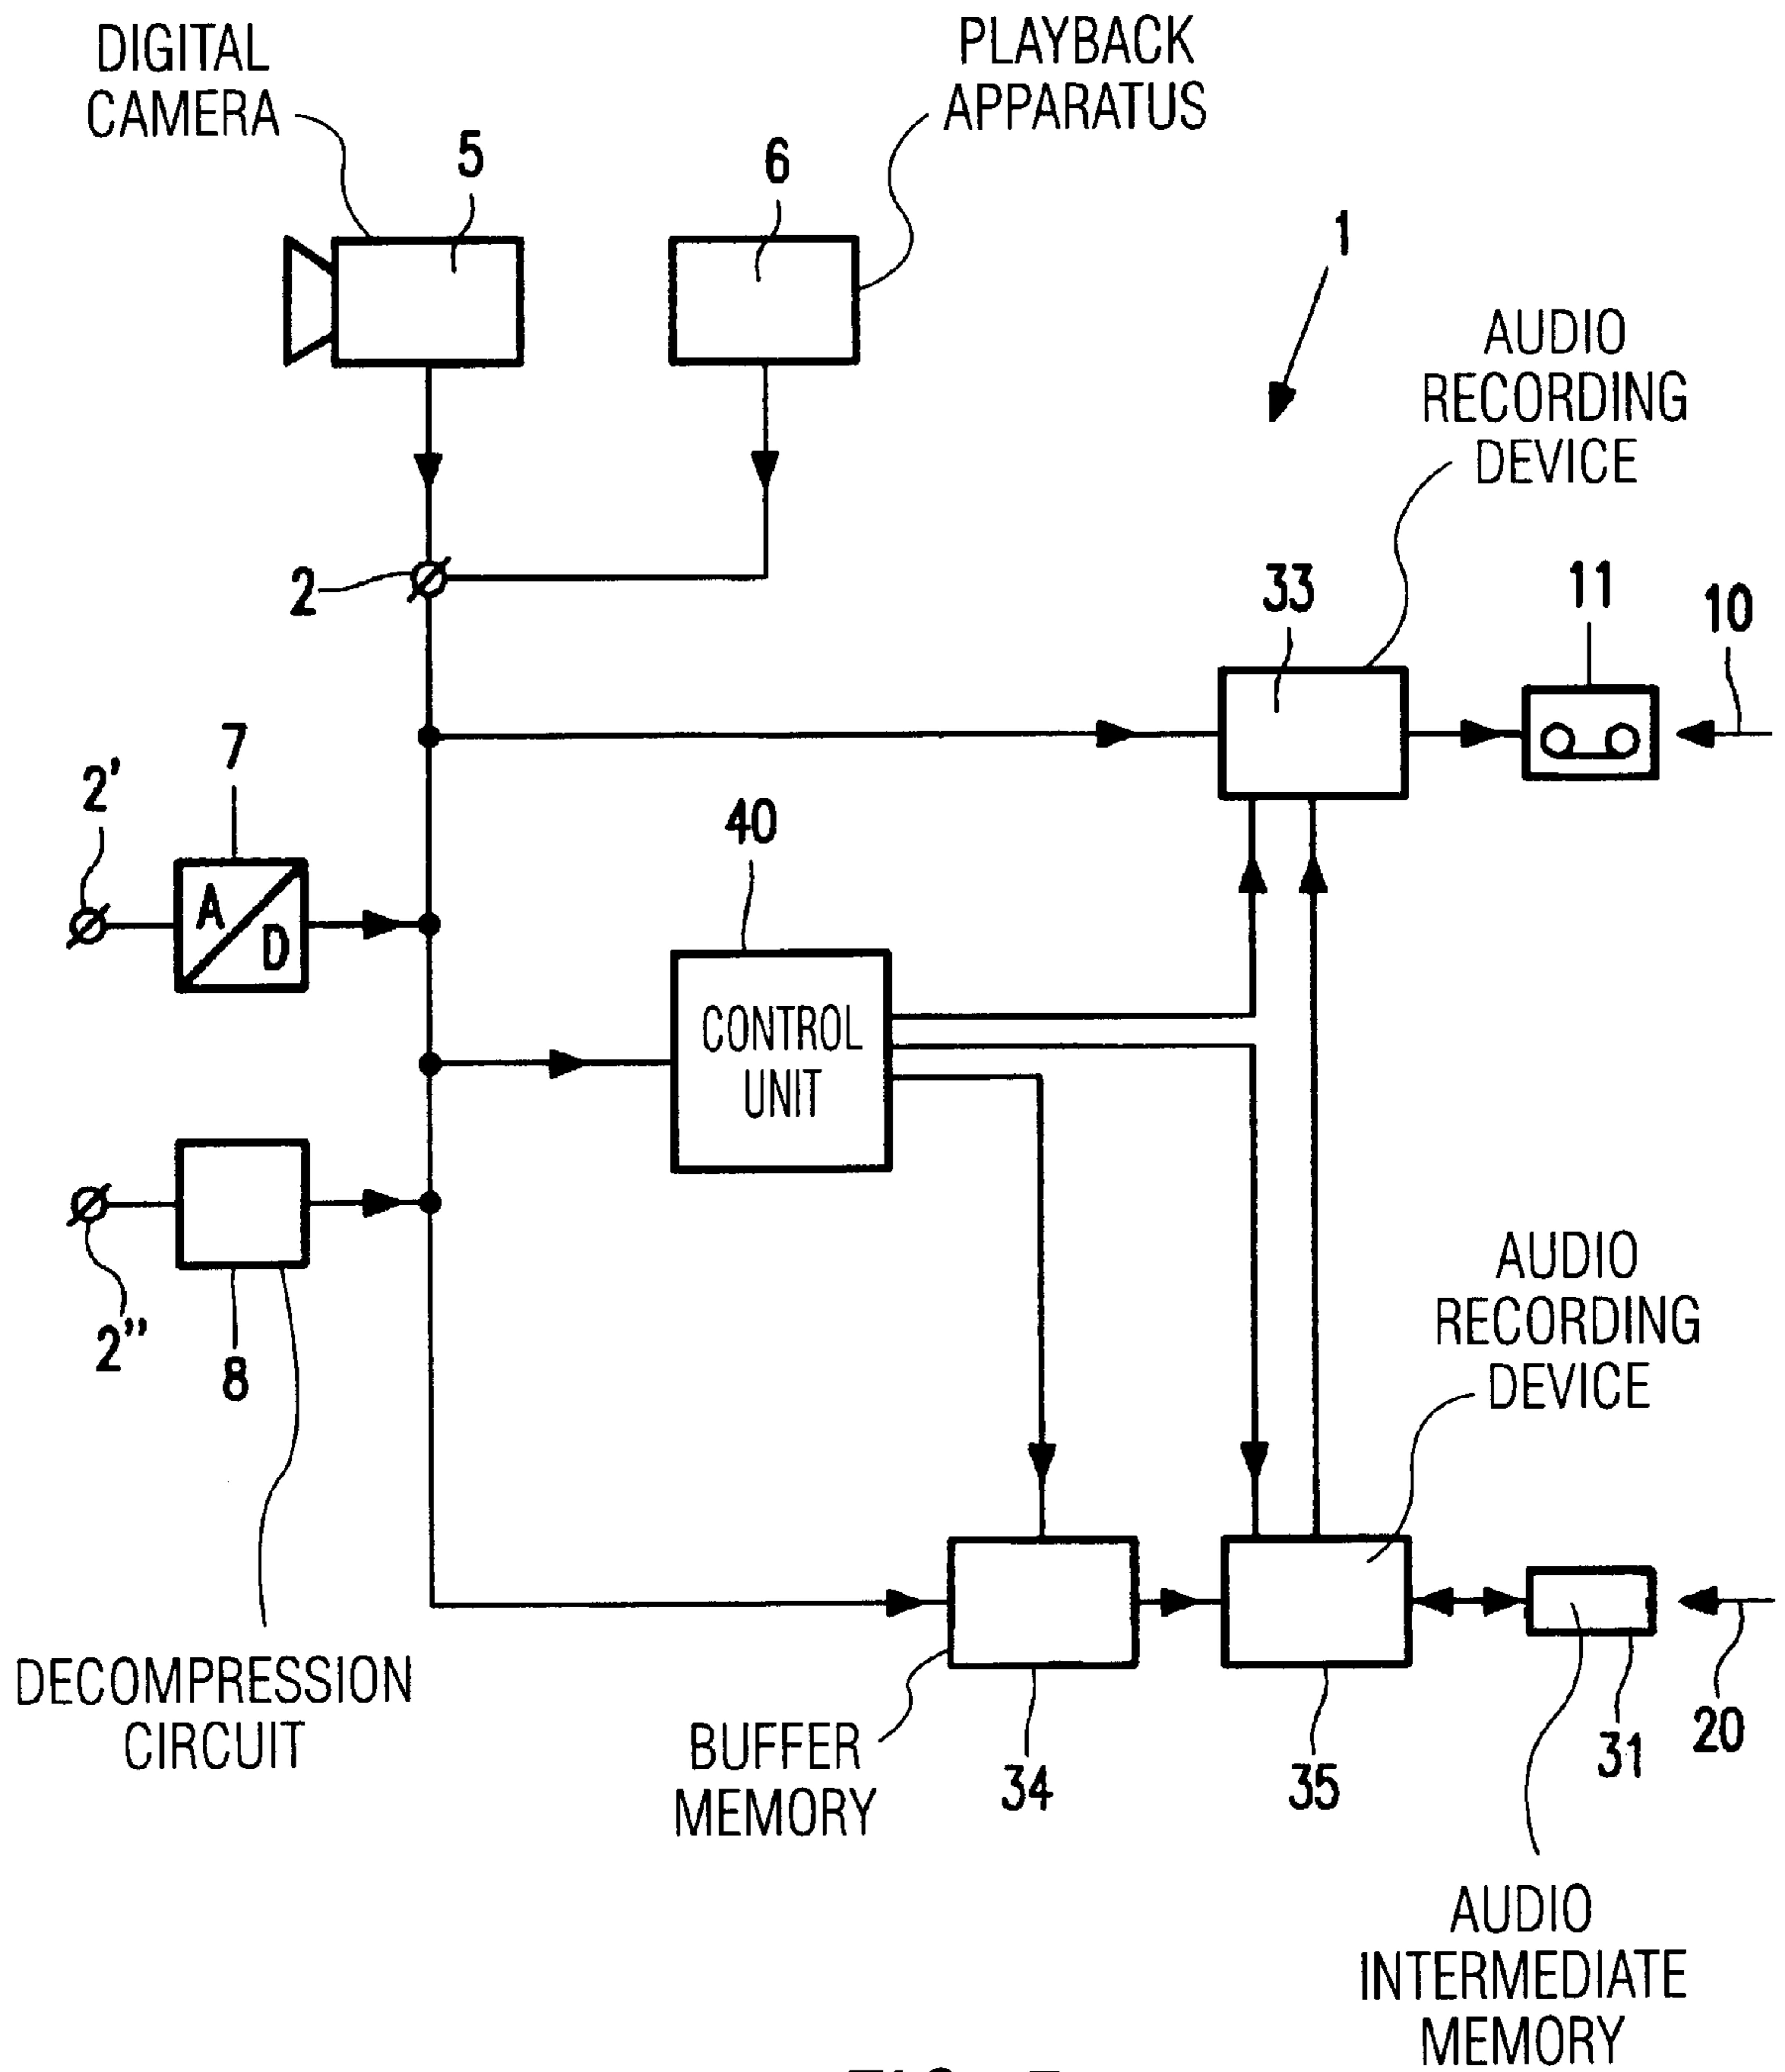 DIGITAL
CAMERA
PLAYBACK
APPARATUS
5
6
1
AUDIO
RECORDING
DEVICE
2
33
11
10
7
2'
A
D
40
CONTROL
UNIT
2''
8
AUDIO
RECORDING
DEVICE
DECOMPRESSION
CIRCUIT
BUFFER
MEMORY
34
35
31
20
AUDIO
INTERMEDIATE
MEMORY